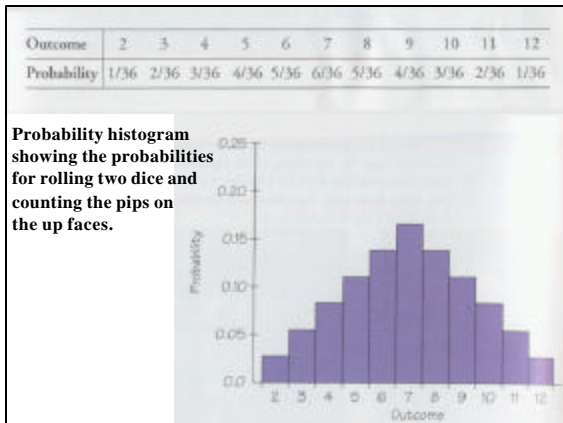 Outcome 2 3 4 5 6 7 8 9 10 11 12
Probability 1/36 2/36 3/36 4/36 5/36 6/36 5/36 4/36 3/36 2/36 1/36
Probability histogram
showing the probabilities
for rolling two dice and
counting the pips on
the up faces.
0.25
0.20
0.15
0.10
0.05
0.0
Probability
2 3 4 5 6 7 8 9 10 11 12
Outcome